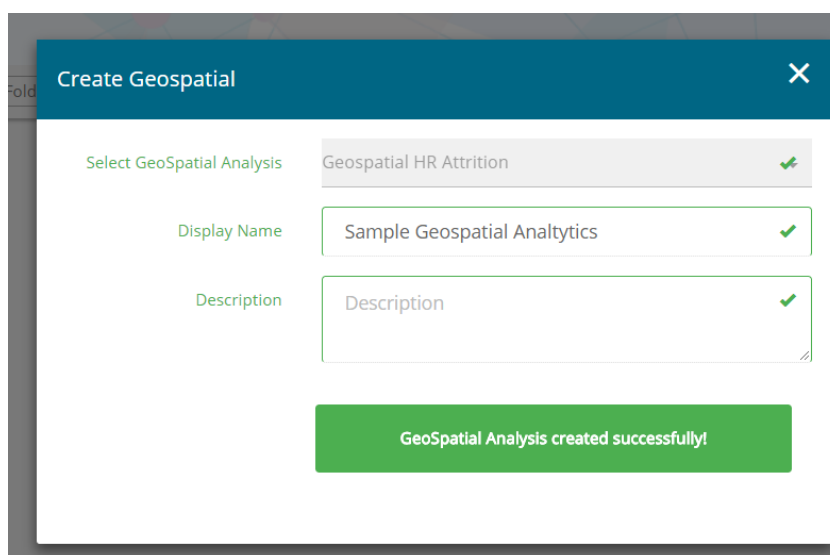 Create Geospatial
Fold
Select GeoSpatial Analysis
Geospatial HR Attrition
Display Name
Sample Geospatial Analtytics
Description
Description
GeoSpatial Analysis created successfully!